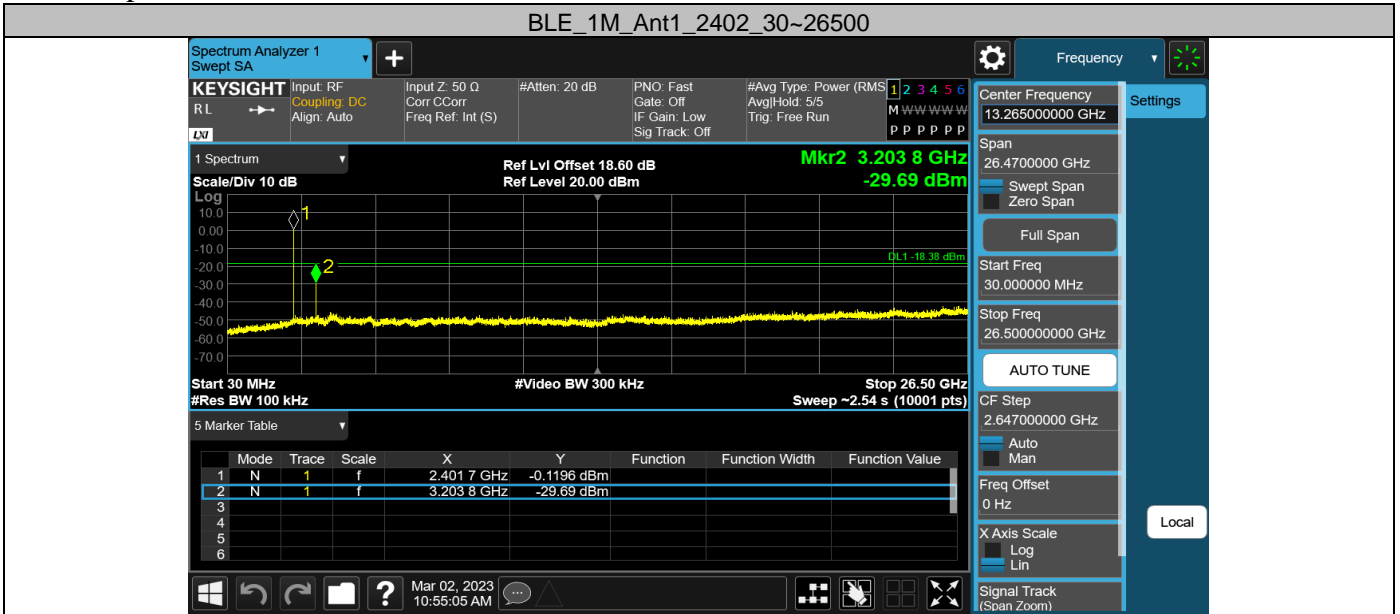 BLE_1M_Ant1_2402_30~26500
Spectrum Analyzer 1
Swept SA
Frequency
KEYSIGHT
RL
LXI
Input: RF
Coupling: DC
Align: Auto
Input Z: 50 Ω
Corr CCorr
Freq Ref: Int (S)
#Atten: 20 dB
PNO: Fast
Gate: Off
IF Gain: Low
Sig Track: Off
#Avg Type: Power (RMS
Avg|Hold: 5/5
Trig: Free Run
1 2 3 4 5 6
M W W W W W
P P P P P P
1 Spectrum
Scale/Div 10 dB
Ref Lvl Offset 18.60 dB
Ref Level 20.00 dBm
Mkr2 3.203 8 GHz
-29.69 dBm
Log
10.0
0.00
-10.0
-20.0
-30.0
-40.0
-50.0
-60.0
-70.0
1
2
DL1 -18.38 dBm
Start 30 MHz
#Video BW 300 kHz
Stop 26.50 GHz
#Res BW 100 kHz
Sweep ~2.54 s (10001 pts)
5 Marker Table
Mode Trace Scale X Y Function Function Width Function Value
1 N 1 f 2.401 7 GHz -0.1196 dBm
2 N 1 f 3.203 8 GHz -29.69 dBm
3
4
5
6
Mar 02, 2023
10:55:05 AM
Center Frequency
13.265000000 GHz
Settings
Span
26.4700000 GHz
Swept Span
Zero Span
Full Span
Start Freq
30.000000 MHz
Stop Freq
26.500000000 GHz
AUTO TUNE
CF Step
2.647000000 GHz
Auto
Man
Freq Offset
0 Hz
Local
X Axis Scale
Log
Lin
Signal Track
(Span Zoom)